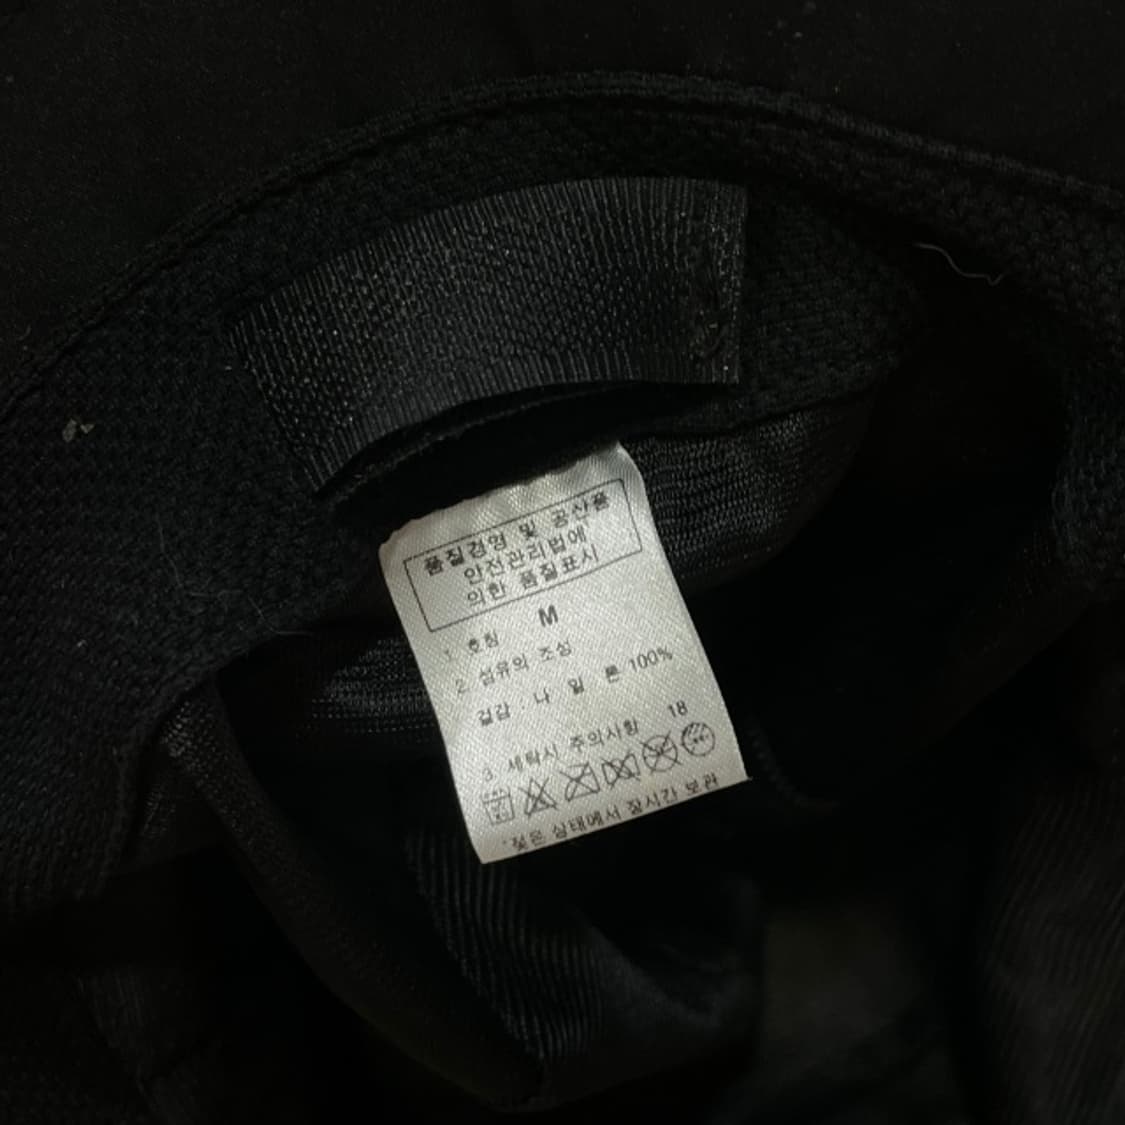 품질경영 및 공산품
안전관리법에
의한 품질표시
1. 호칭 M
2. 섬유의 조성
겉감 : 나 일 론 100%
18
3. 세탁시 주의사항
*젖은 상태에서 장시간 보관